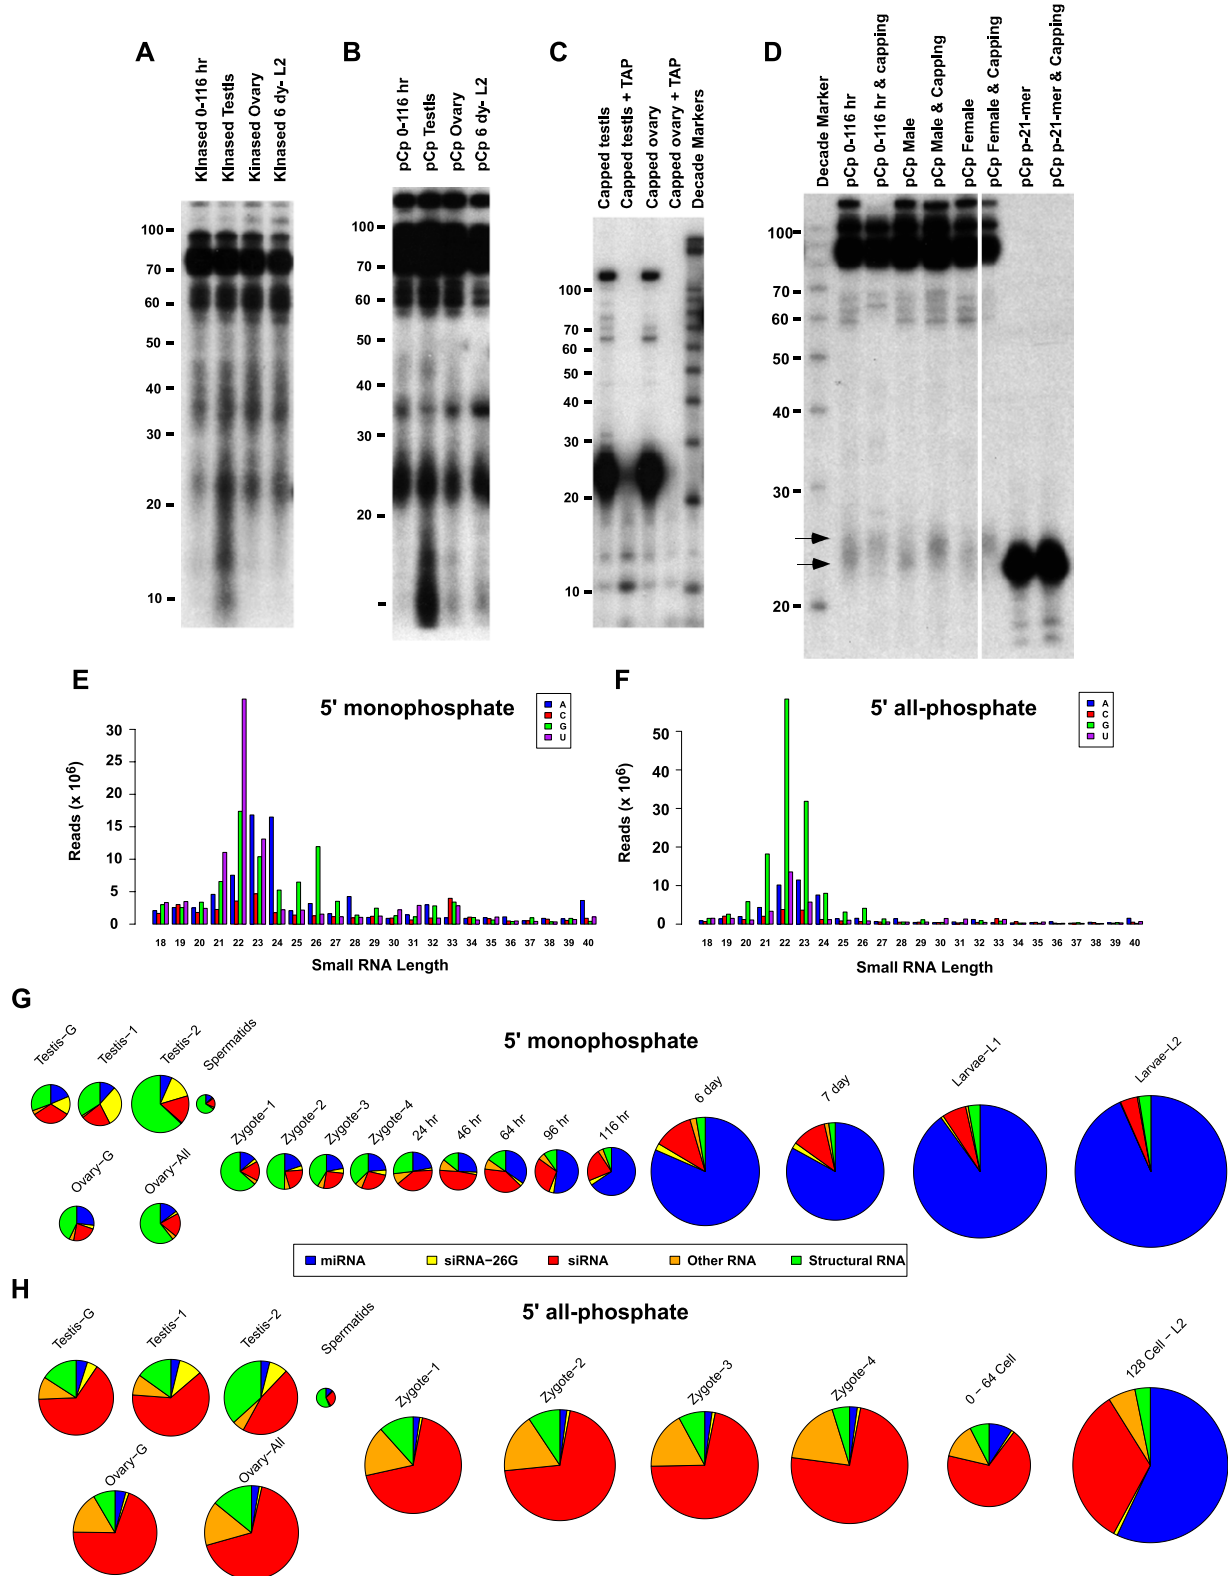 A
Kinased 0-116 hr
Kinased Testis
Kinased Ovary
Kinased 6 dy- L2
100
70
60
50
40
30
20
10
B
pCp 0-116 hr
pCp Testis
pCp Ovary
pCp 6 dy- L2
100
70
60
50
40
30
20
C
Capped testis
Capped testis + TAP
Capped ovary
Capped ovary + TAP
Decade Markers
100
70
60
50
40
30
20
10
D
Decade Marker
pCp 0-116 hr
pCp 0-116 hr & capping
pCp Male
pCp Male & Capping
pCp Female
pCp Female & Capping
pCp p-21-mer
pCp p-21-mer & Capping
100
70
60
50
40
30
20
E
5' monophosphate
A
C
G
U
Reads (x 10⁶)
30
25
20
15
10
5
0
18 19 20 21 22 23 24 25 26 27 28 29 30 31 32 33 34 35 36 37 38 39 40
Small RNA Length
F
5' all-phosphate
A
C
G
U
Reads (x 10⁶)
50
40
30
20
10
0
18 19 20 21 22 23 24 25 26 27 28 29 30 31 32 33 34 35 36 37 38 39 40
Small RNA Length
G
5' monophosphate
Testis-G
Testis-1
Testis-2
Spermatids
Ovary-G
Ovary-All
Zygote-1
Zygote-2
Zygote-3
Zygote-4
24 hr
46 hr
64 hr
96 hr
116 hr
6 day
7 day
Larvae-L1
Larvae-L2
miRNA
siRNA-26G
siRNA
Other RNA
Structural RNA
H
5' all-phosphate
Testis-G
Testis-1
Testis-2
Spermatids
Ovary-G
Ovary-All
Zygote-1
Zygote-2
Zygote-3
Zygote-4
0 - 64 Cell
128 Cell - L2